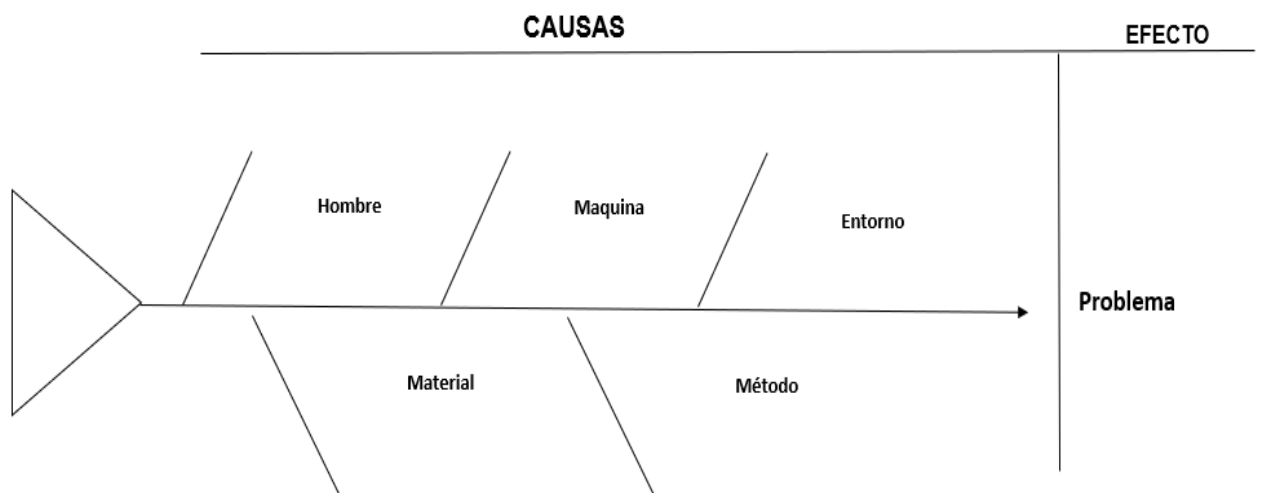 CAUSAS
EFECTO
Hombre
Maquina
Entorno
Problema
Material
Método